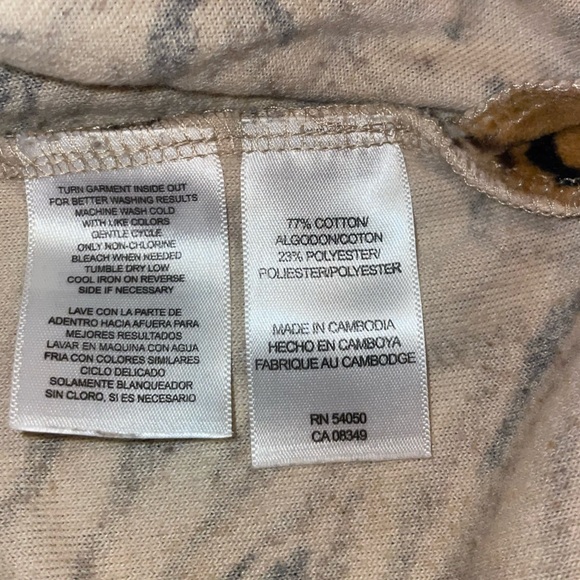 TURN GARMENT INSIDE OUT
FOR BETTER WASHING RESULTS
MACHINE WASH COLD
WITH LIKE COLORS
GENTLE CYCLE
ONLY NON-CHLORINE
BLEACH WHEN NEEDED
TUMBLE DRY LOW
COOL IRON ON REVERSE
SIDE IF NECESSARY
LAVE CON LA PARTE DE
ADENTRO HACIA AFUERA PARA
MEJORES RESULTADOS
LAVAR EN MAQUINA CON AGUA
FRIA CON COLORES SIMILARES
CICLO DELICADO
SOLAMENTE BLANQUEADOR
SIN CLORO, SI ES NECESARIO
77% COTTON/
ALGODON/COTON
23% POLYESTER/
POLIESTER/POLYESTER
MADE IN CAMBODIA
HECHO EN CAMBOYA
FABRIQUE AU CAMBODGE
RN 54050
CA 08349